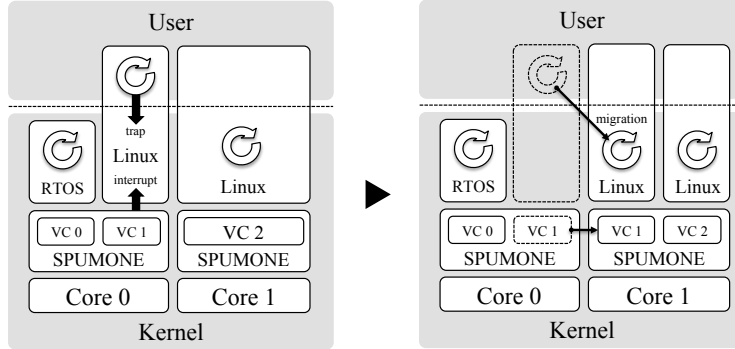 User
trap
Linux
interrupt
RTOS
Linux
VC 0
VC 1
VC 2
SPUMONE
SPUMONE
Core 0
Core 1
Kernel
User
migration
RTOS
Linux
Linux
VC 0
VC 1
VC 1
VC 2
SPUMONE
SPUMONE
Core 0
Core 1
Kernel